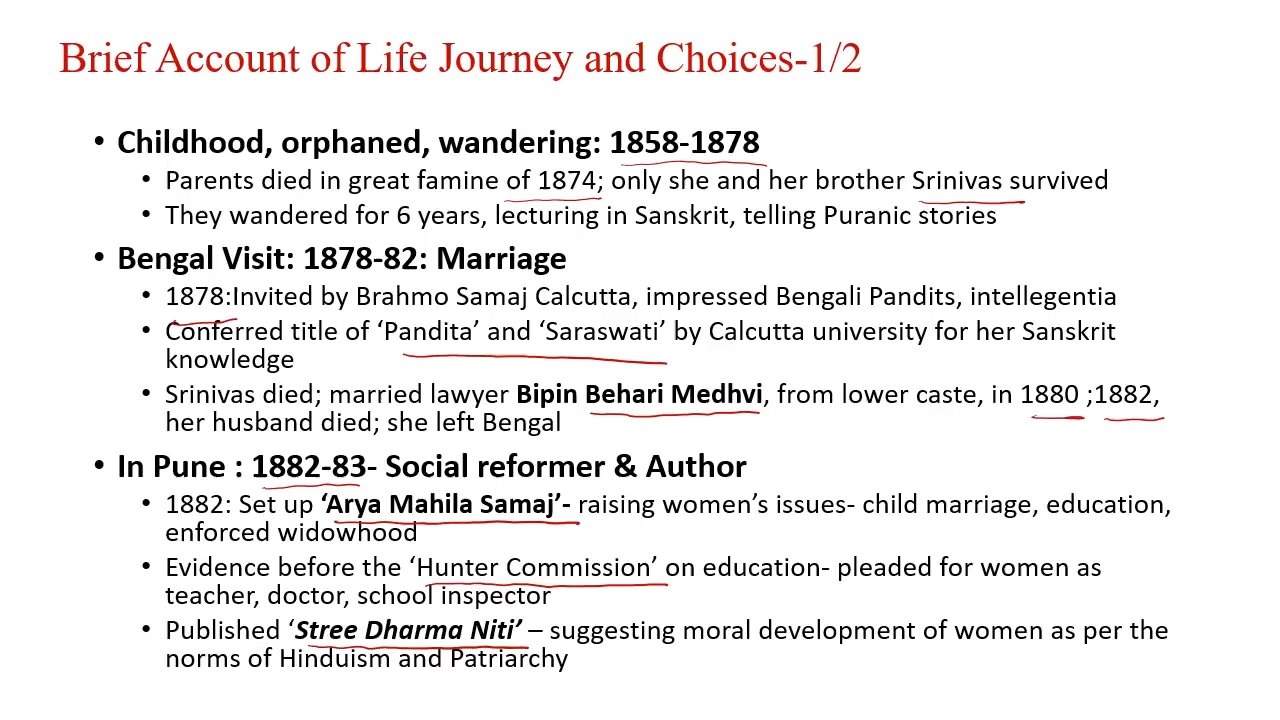 Brief Account of Life Journey and Choices-1/2
• Childhood, orphaned, wandering: 1858-1878
• Parents died in great famine of 1874; only she and her brother Srinivas survived
• They wandered for 6 years, lecturing in Sanskrit, telling Puranic stories
• Bengal Visit: 1878-82: Marriage
• 1878:Invited by Brahmo Samaj Calcutta, impressed Bengali Pandits, intellegentia
• Conferred title of ‘Pandita’ and ‘Saraswati’ by Calcutta university for her Sanskrit
knowledge
• Srinivas died; married lawyer Bipin Behari Medhvi, from lower caste, in 1880 ;1882,
her husband died; she left Bengal
• In Pune : 1882-83- Social reformer & Author
• 1882: Set up ‘Arya Mahila Samaj’- raising women’s issues- child marriage, education,
enforced widowhood
• Evidence before the ‘Hunter Commission’ on education- pleaded for women as
teacher, doctor, school inspector
• Published ‘Stree Dharma Niti’ – suggesting moral development of women as per the
norms of Hinduism and Patriarchy